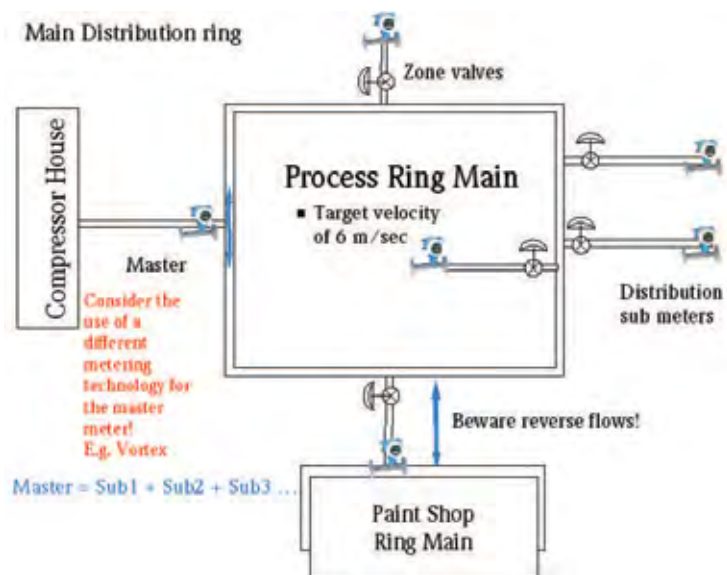 Main Distribution ring
Zone valves
Compressor House
Process Ring Main
▪ Target velocity
of 6 m/sec
Master
Consider the
use of a
different
metering
technology for
the master
meter!
E.g. Vortex
Distribution
sub meters
Beware reverse flows!
Master = Sub1 + Sub2 + Sub3 ...
Paint Shop
Ring Main